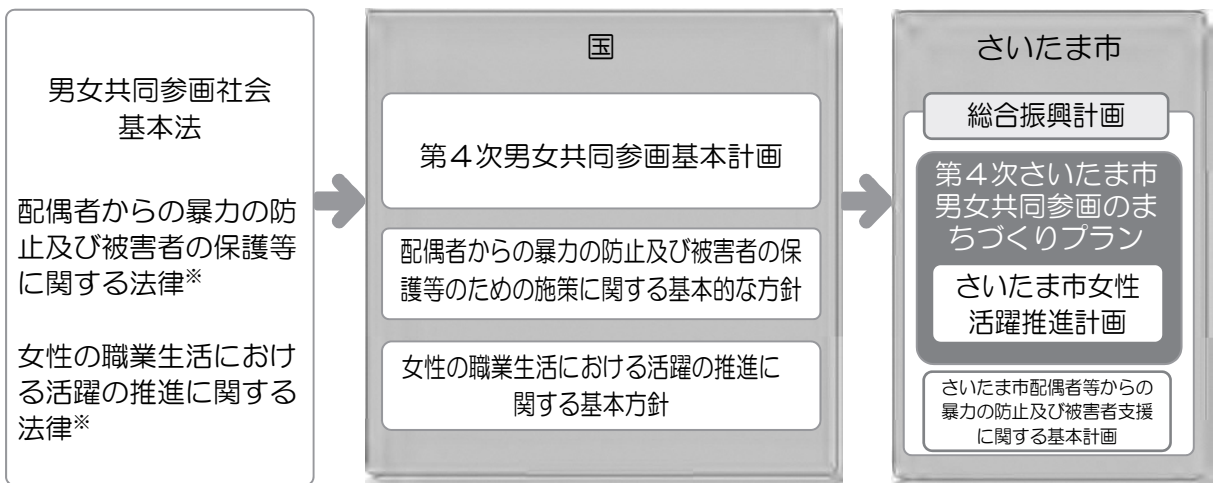 男女共同参画社会
基本法
配偶者からの暴力の防
止及び被害者の保護等
に関する法律※
女性の職業生活におけ
る活躍の推進に関する
法律※
国
第４次男女共同参画基本計画
配偶者からの暴力の防止及び被害者の保
護等のための施策に関する基本的な方針
女性の職業生活における活躍の推進に
関する基本方針
さいたま市
総合振興計画
第４次さいたま市
男女共同参画のま
ちづくりプラン
さいたま市女性
活躍推進計画
さいたま市配偶者等からの
暴力の防止及び被害者支援
に関する基本計画